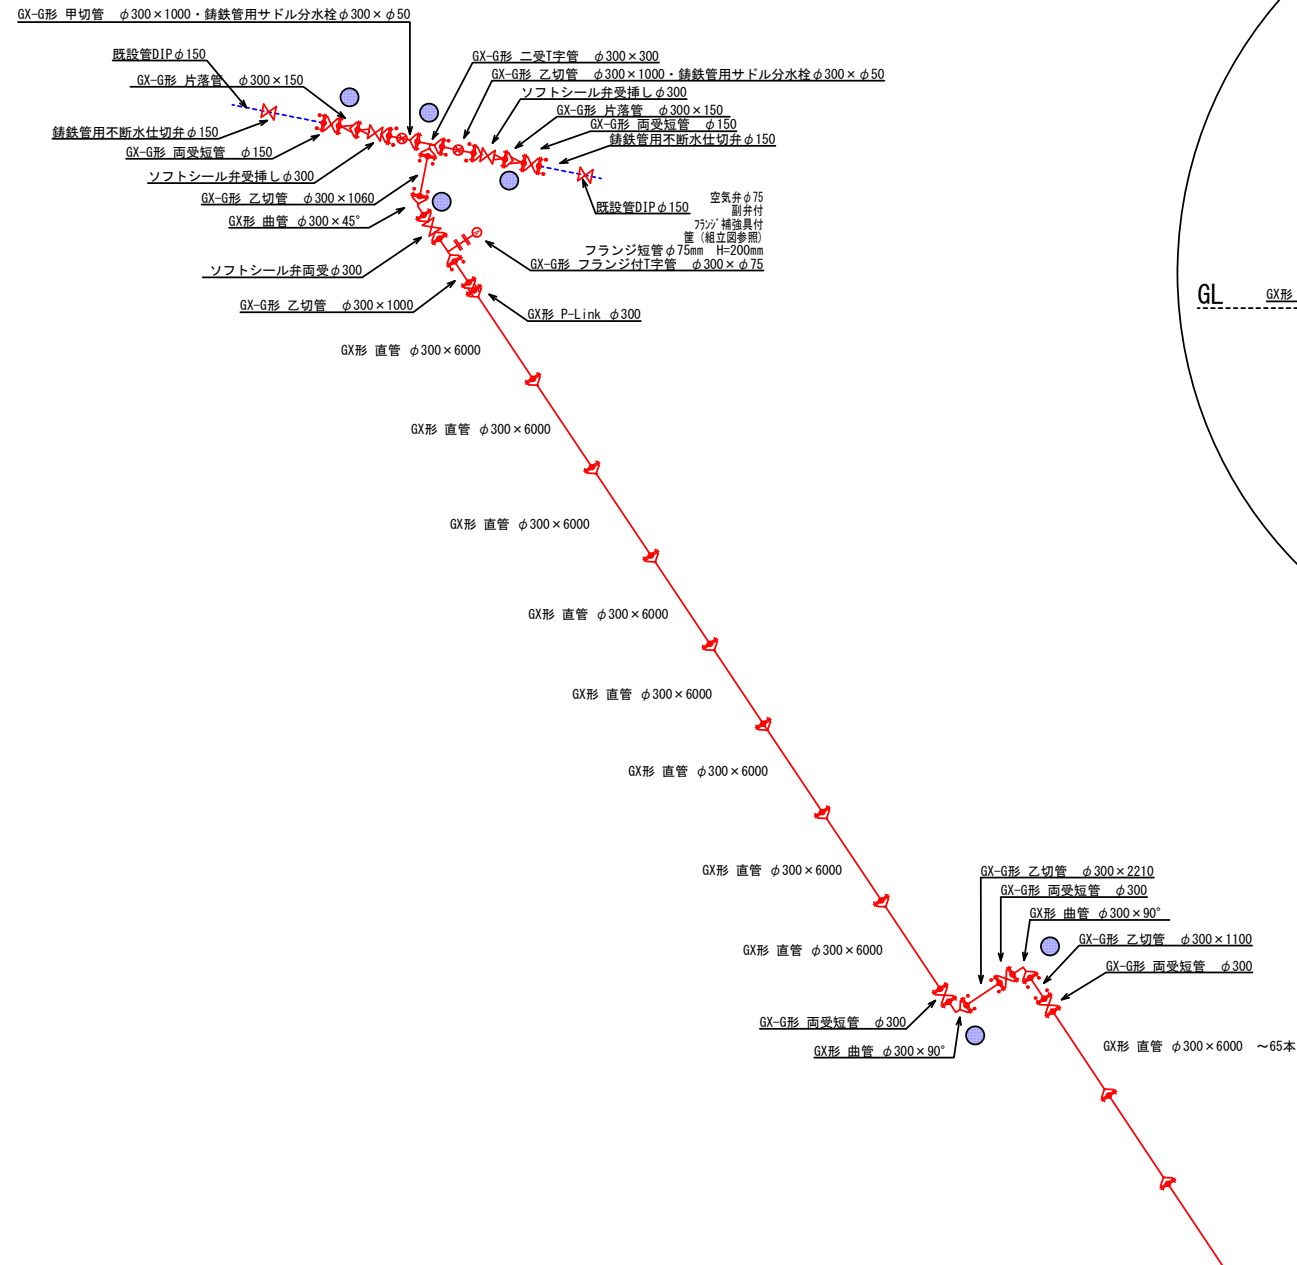 GX-G形 甲切管　φ300×1000・鋳鉄管用サドル分水栓φ300×φ50
既設管DIPφ150
GX-G形 片落管　φ300×150
鋳鉄管用不断水仕切弁φ150
GX-G形 両受短管　φ150
ソフトシール弁受挿しφ300
GX-G形 乙切管　φ300×1060
GX形 曲管 φ300×45°
ソフトシール弁両受φ300
GX-G形 乙切管　φ300×1000
GX-G形 二受T字管　φ300×300
GX-G形 乙切管　φ300×1000・鋳鉄管用サドル分水栓φ300×φ50
ソフトシール弁受挿しφ300
GX-G形 片落管　φ300×150
GX-G形 両受短管　φ150
鋳鉄管用不断水仕切弁φ150
既設管DIPφ150
空気弁φ75
副弁付
フランジ補強具付
筐（組立図参照）
フランジ短管φ75mm　H=200mm
GX-G形 フランジ付T字管　φ300×φ75
GX形 P-Link φ300
GL
GX形
GX形 直管 φ300×6000
GX形 直管 φ300×6000
GX形 直管 φ300×6000
GX形 直管 φ300×6000
GX形 直管 φ300×6000
GX形 直管 φ300×6000
GX形 直管 φ300×6000
GX形 直管 φ300×6000
GX-G形 乙切管　φ300×2210
GX-G形 両受短管　φ300
GX形 曲管 φ300×90°
GX-G形 乙切管　φ300×1100
GX-G形 両受短管　φ300
GX-G形 両受短管　φ300
GX形 曲管 φ300×90°
GX形 直管 φ300×6000　～65本